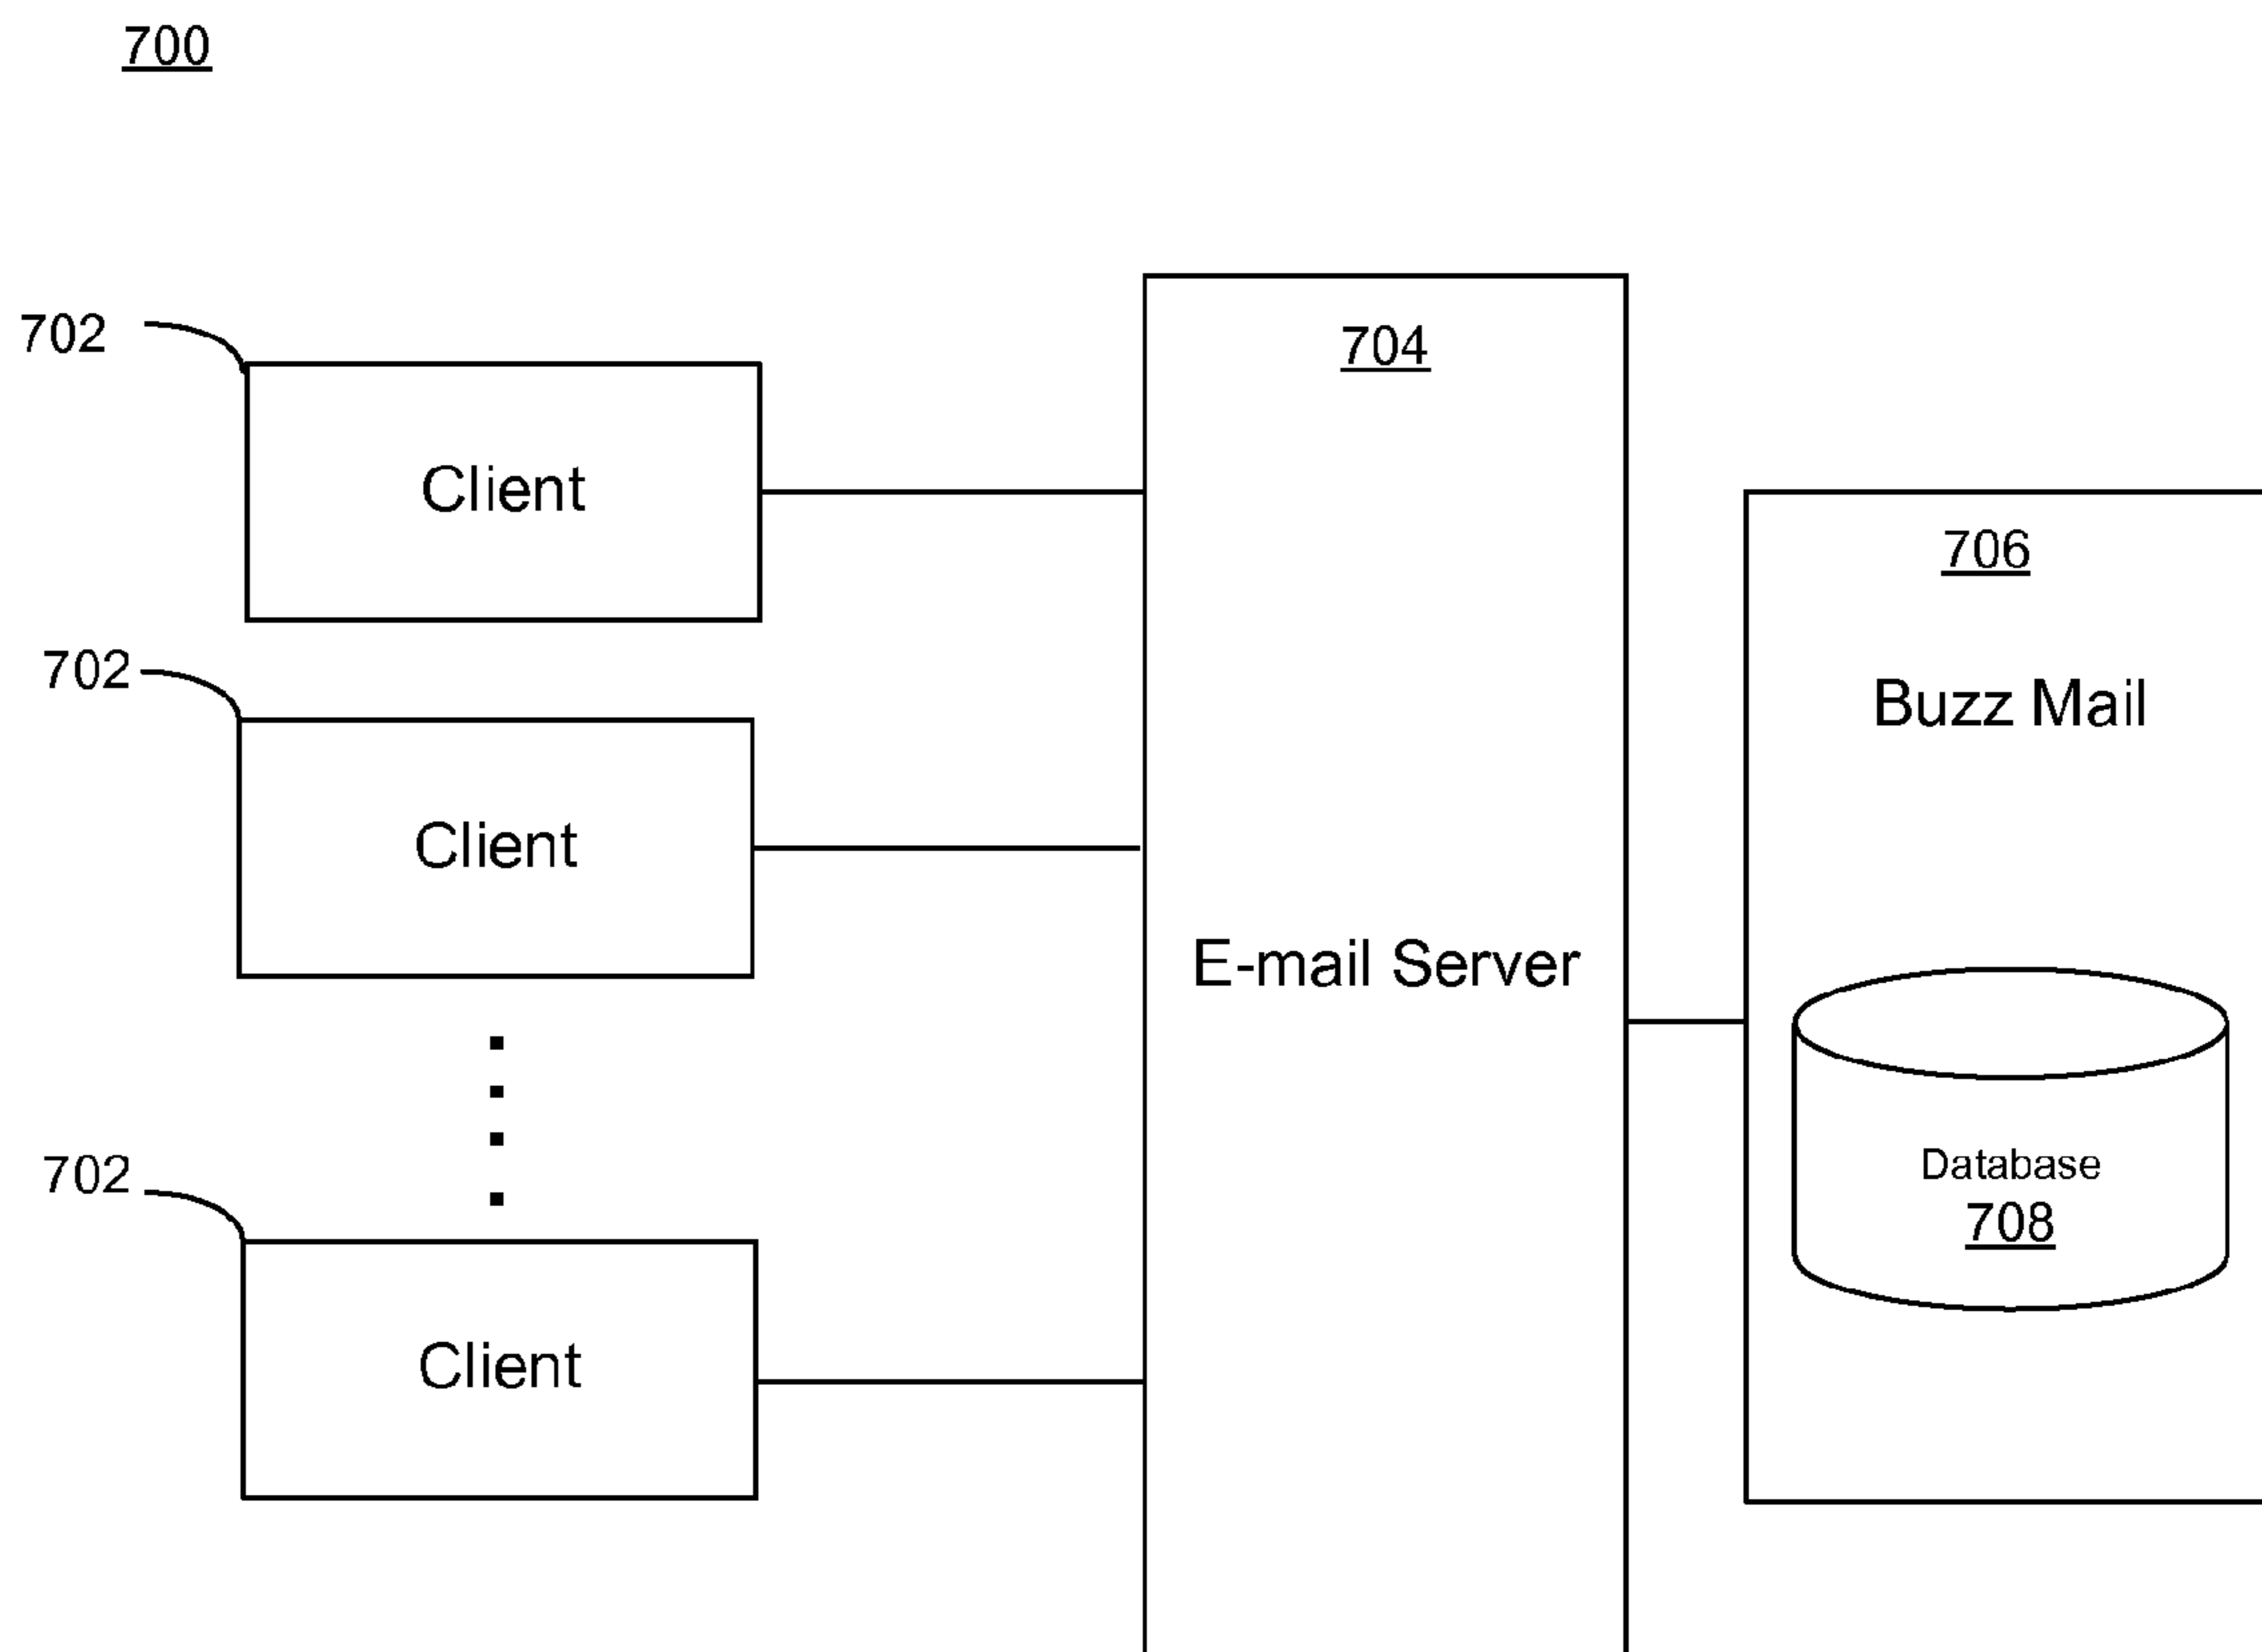 700
702
Client
702
Client
702
Client
704
E-mail Server
706
Buzz Mail
Database
708